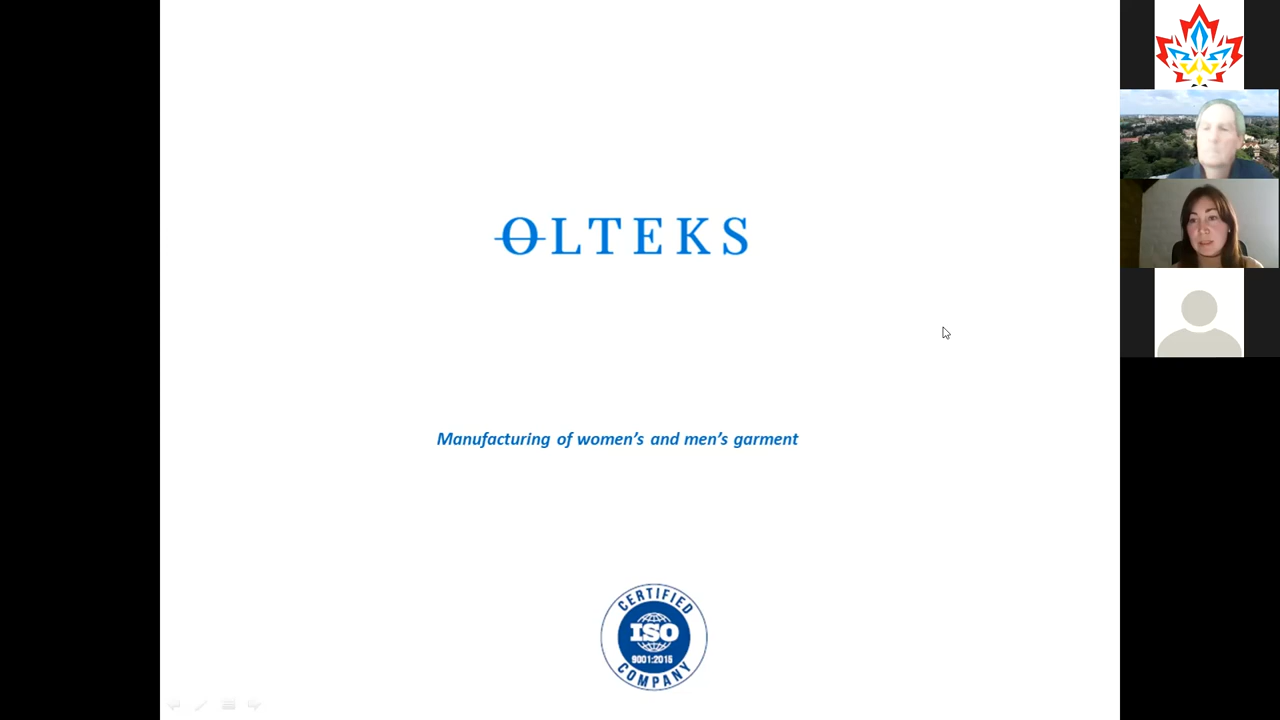 OLTEKS
Manufacturing of women's and men's garment
CERTIFIED
ISO
9001:2015
COMPANY